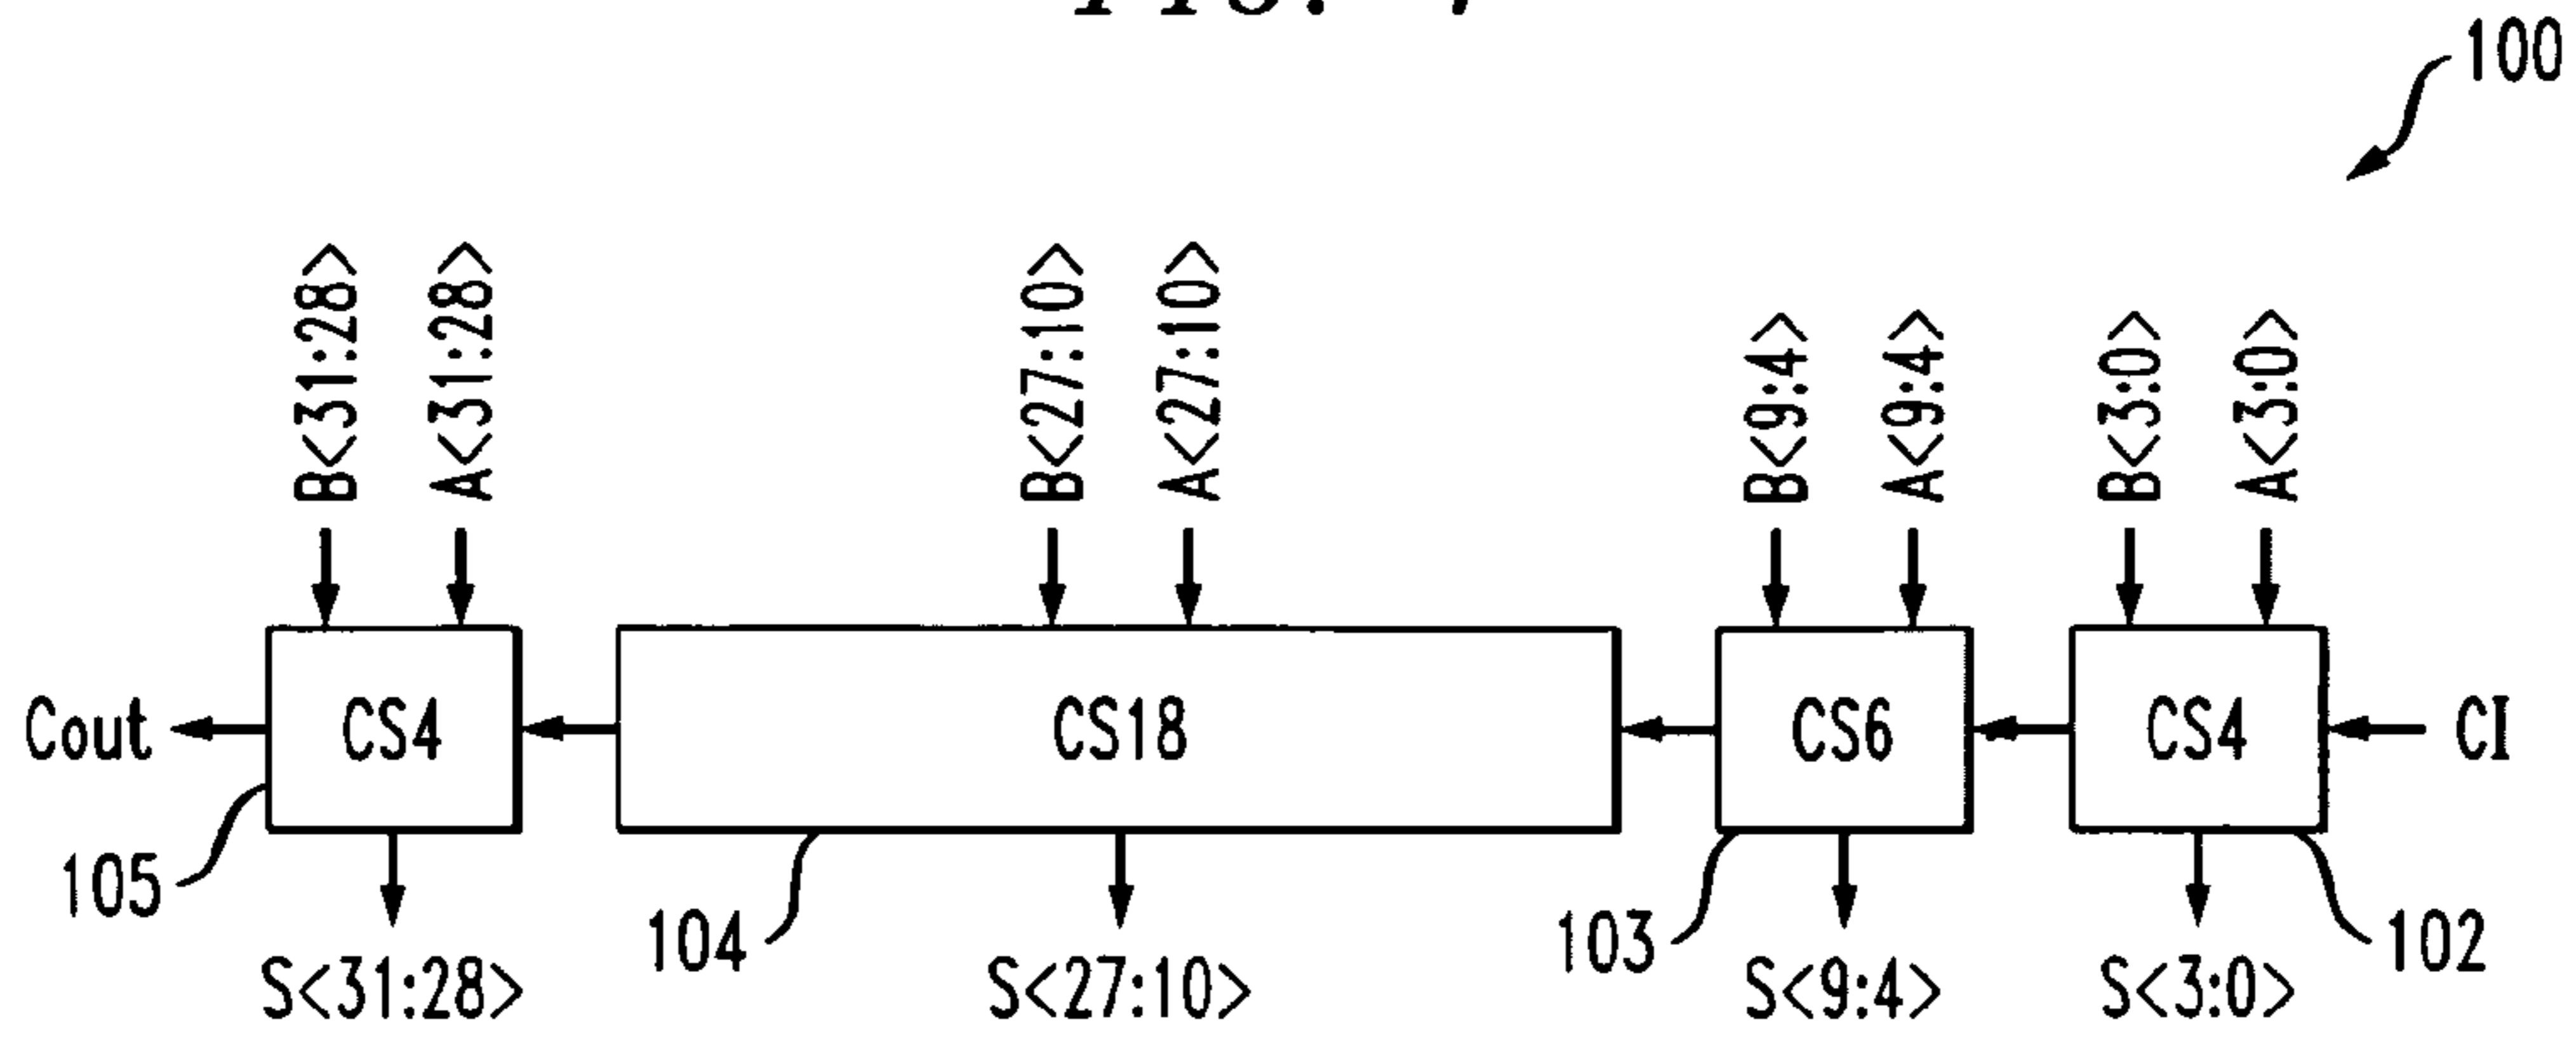 100
B<31:28>
A<31:28>
B<27:10>
A<27:10>
B<9:4>
A<9:4>
B<3:0>
A<3:0>
Cout
CS4
CS18
CS6
CS4
CI
105
104
103
102
S<31:28>
S<27:10>
S<9:4>
S<3:0>